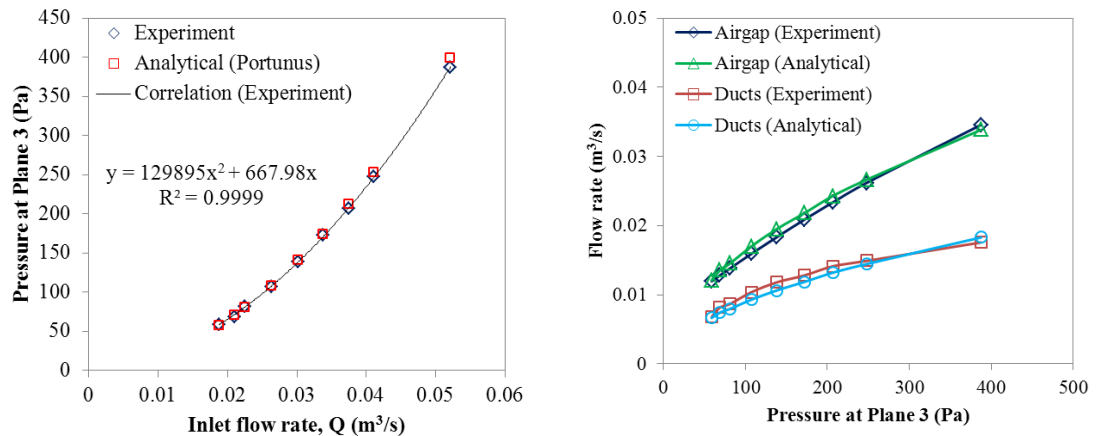 450
400
350
300
250
200
150
100
50
0
Pressure at Plane 3 (Pa)
Experiment
Analytical (Portunus)
Correlation (Experiment)
y = 129895x² + 667.98x
R² = 0.9999
0 0.01 0.02 0.03 0.04 0.05 0.06
Inlet flow rate, Q (m³/s)
0.05
0.04
0.03
0.02
0.01
0
Flow rate (m³/s)
Airgap (Experiment)
Airgap (Analytical)
Ducts (Experiment)
Ducts (Analytical)
0 100 200 300 400 500
Pressure at Plane 3 (Pa)